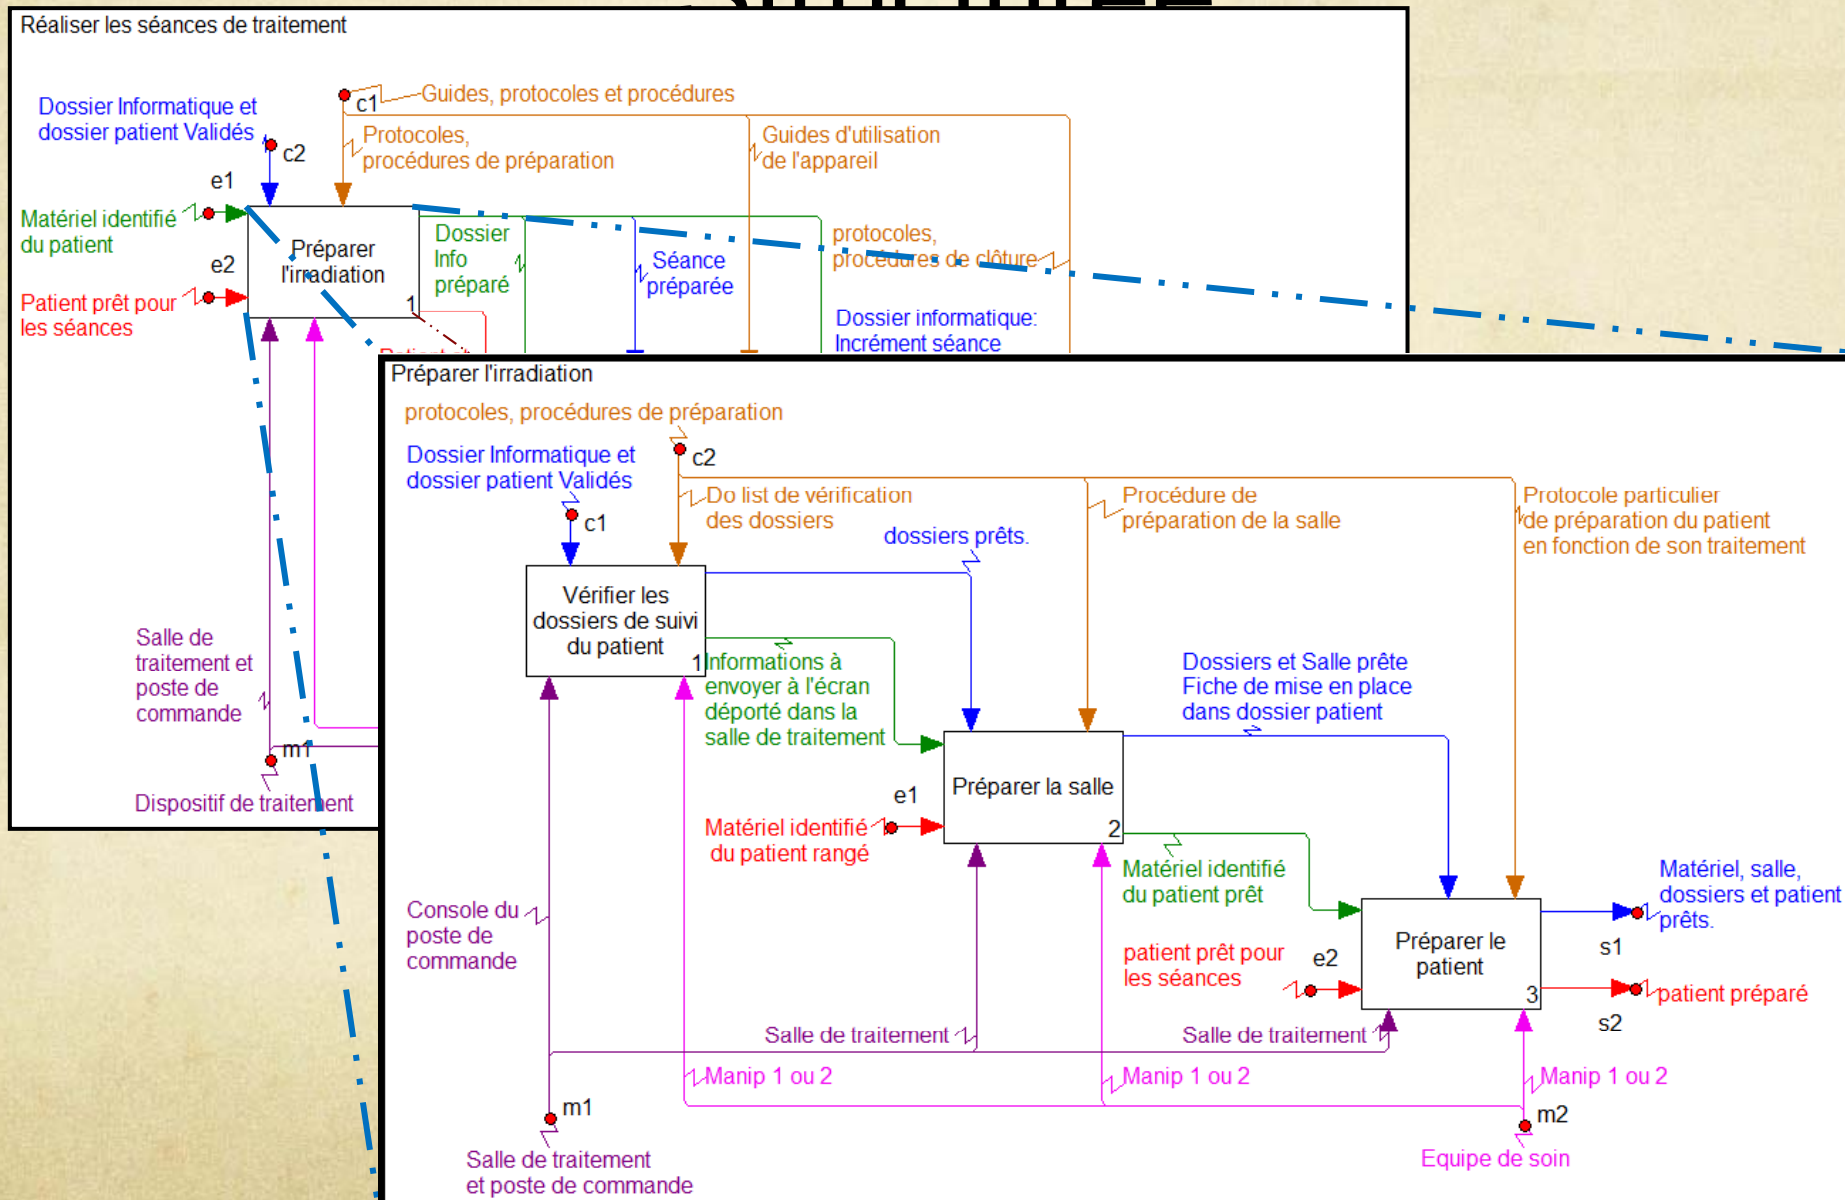 Réaliser les séances de traitement
Dossier Informatique et
dossier patient Validés
c2
c1
Guides, protocoles et procédures
Protocoles,
procédures de préparation
Guides d'utilisation
de l'appareil
e1
Matériel identifié
du patient
e2
Patient prêt pour
les séances
Préparer
l'irradiation
1
Dossier
Info
préparé
Séance
préparée
protocoles,
procédures de clôture
Dossier informatique:
Incrément séance
Salle de
traitement et
poste de
commande
m1
Dispositif de traitement
Préparer l'irradiation
protocoles, procédures de préparation
c2
Dossier Informatique et
dossier patient Validés
c1
Do list de vérification
des dossiers
dossiers prêts.
Procédure de
préparation de la salle
Protocole particulier
de préparation du patient
en fonction de son traitement
Vérifier les
dossiers de suivi
du patient
1
Informations à
envoyer à l'écran
déporté dans la
salle de traitement
Dossiers et Salle prête
Fiche de mise en place
dans dossier patient
e1
Matériel identifié
du patient rangé
Préparer la salle
2
Matériel identifié
du patient prêt
Matériel, salle,
dossiers et patient
prêts.
s1
Console du
poste de
commande
patient prêt pour
les séances
e2
Préparer le
patient
3
patient préparé
s2
Salle de traitement
Salle de traitement
Manip 1 ou 2
Manip 1 ou 2
Manip 1 ou 2
m1
m2
Salle de traitement
et poste de commande
Equipe de soin